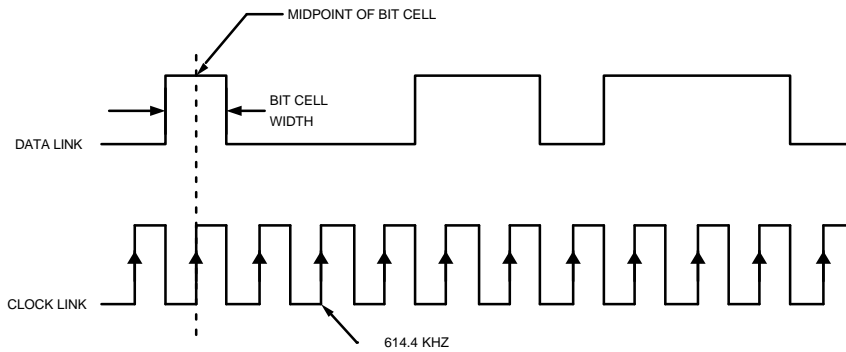 MIDPOINT OF BIT CELL
BIT CELL
WIDTH
DATA LINK
CLOCK LINK
614.4 KHZ